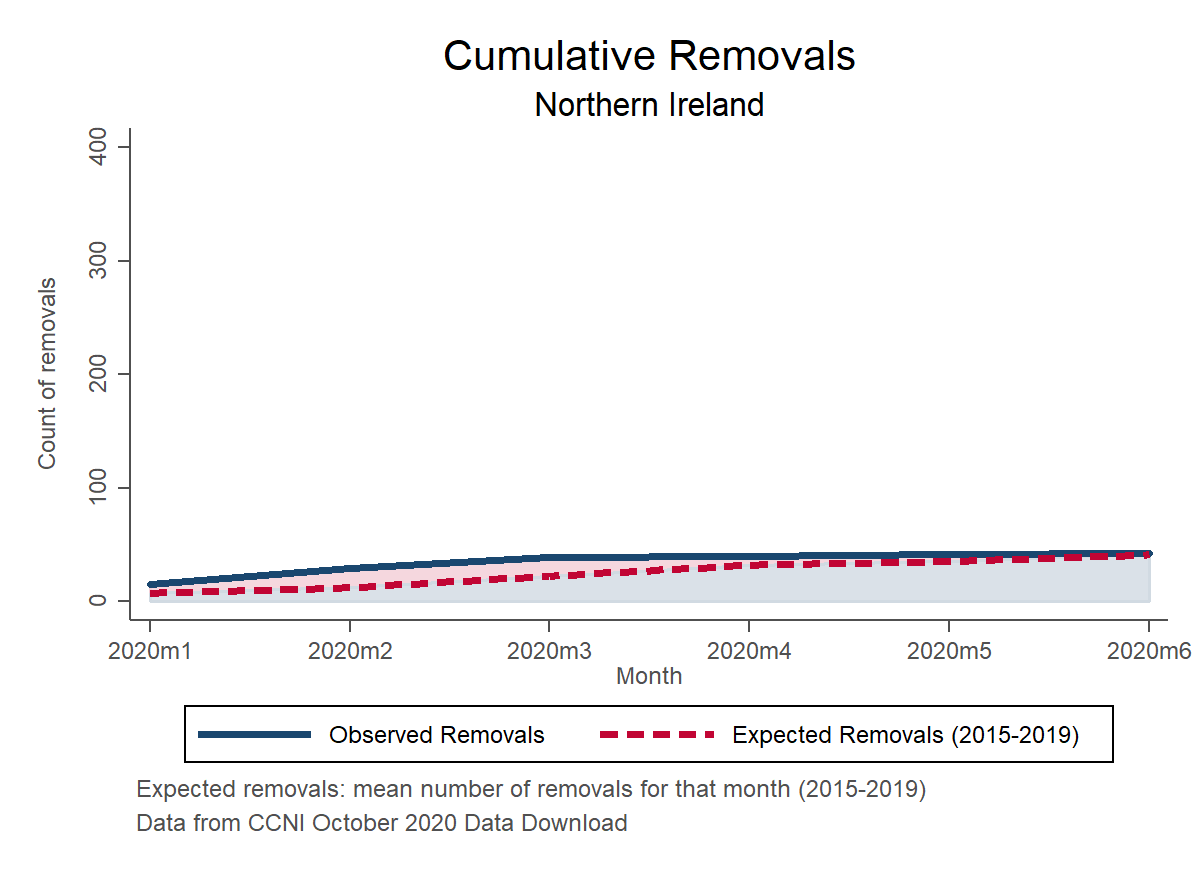 Cumulative Removals
Northern Ireland
Count of removals
400
300
200
100
0
2020m1 2020m2 2020m3 2020m4 2020m5 2020m6
Month
Observed Removals Expected Removals (2015-2019)
Expected removals: mean number of removals for that month (2015-2019)
Data from CCNI October 2020 Data Download